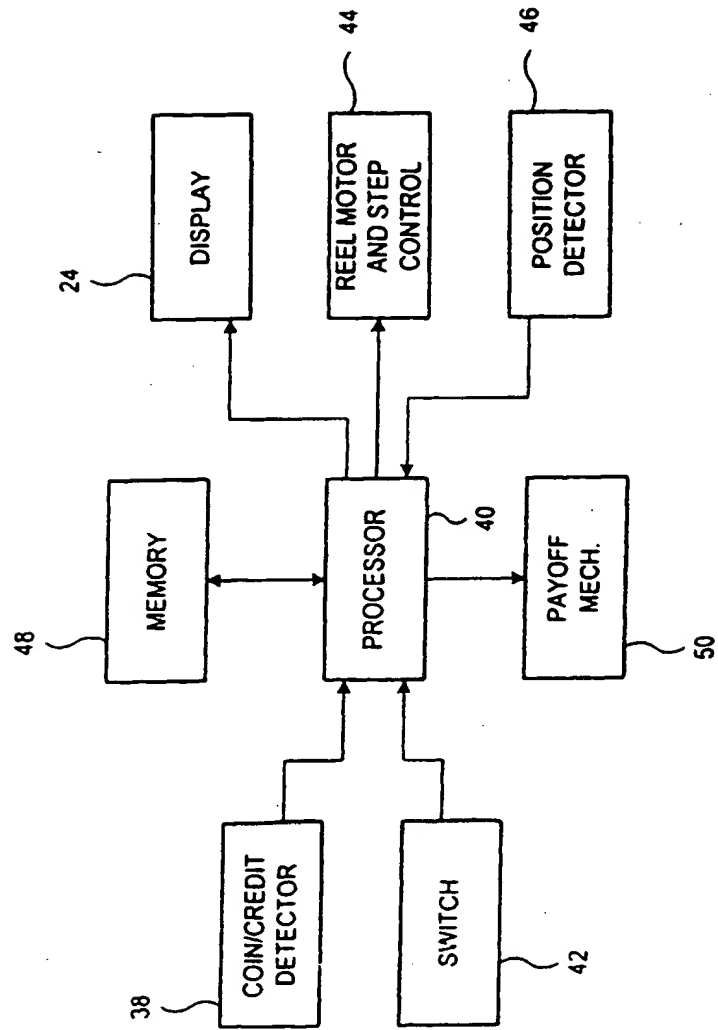 48
MEMORY
24
DISPLAY
38
COIN/CREDIT
DETECTOR
PROCESSOR
40
REEL MOTOR
AND STEP
CONTROL
44
SWITCH
42
PAYOFF
MECH.
50
POSITION
DETECTOR
46